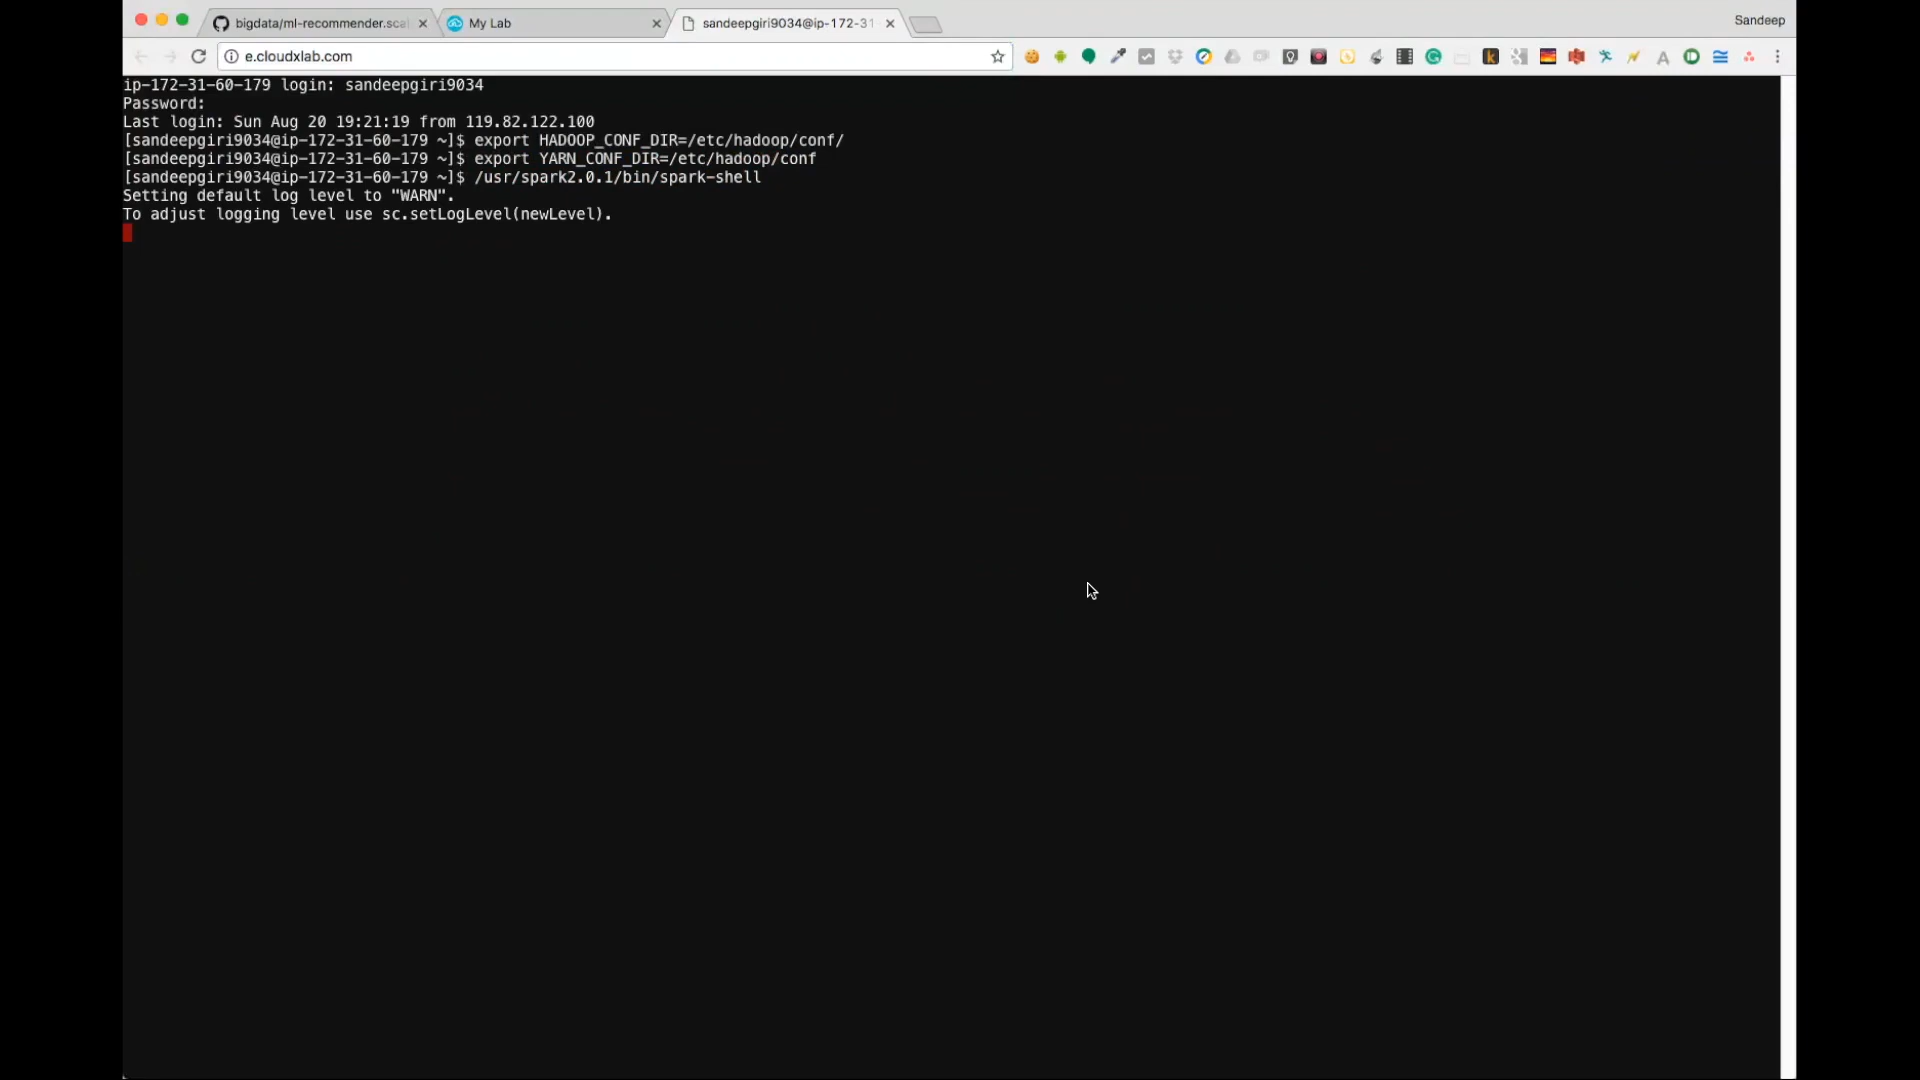 bigdata/ml-recommender.sca
My Lab
sandeepgiri9034@ip-172-31
Sandeep
e.cloudxlab.com
ip-172-31-60-179 login: sandeepgiri9034
Password:
Last login: Sun Aug 20 19:21:19 from 119.82.122.100
[sandeepgiri9034@ip-172-31-60-179 ~]$ export HADOOP_CONF_DIR=/etc/hadoop/conf/
[sandeepgiri9034@ip-172-31-60-179 ~]$ export YARN_CONF_DIR=/etc/hadoop/conf
[sandeepgiri9034@ip-172-31-60-179 ~]$ /usr/spark2.0.1/bin/spark-shell
Setting default log level to "WARN".
To adjust logging level use sc.setLogLevel(newLevel).